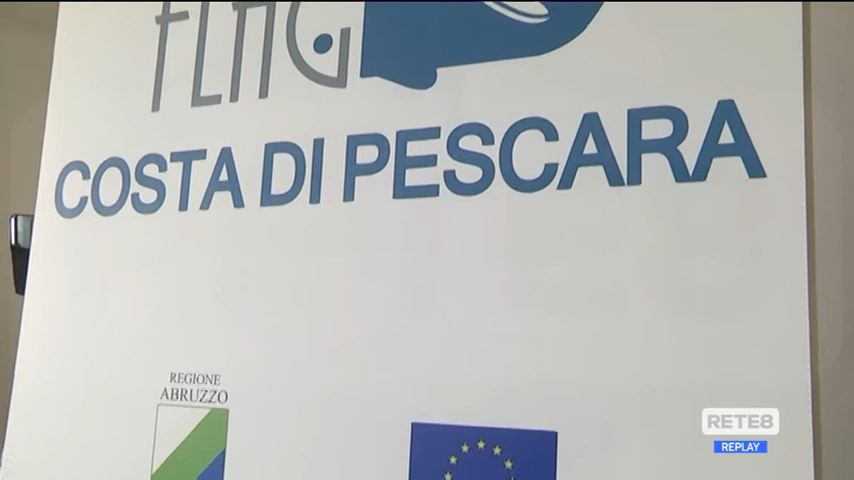 FLAG
COSTA DI PESCARA
REGIONE
ABRUZZO
RETE8
REPLAY